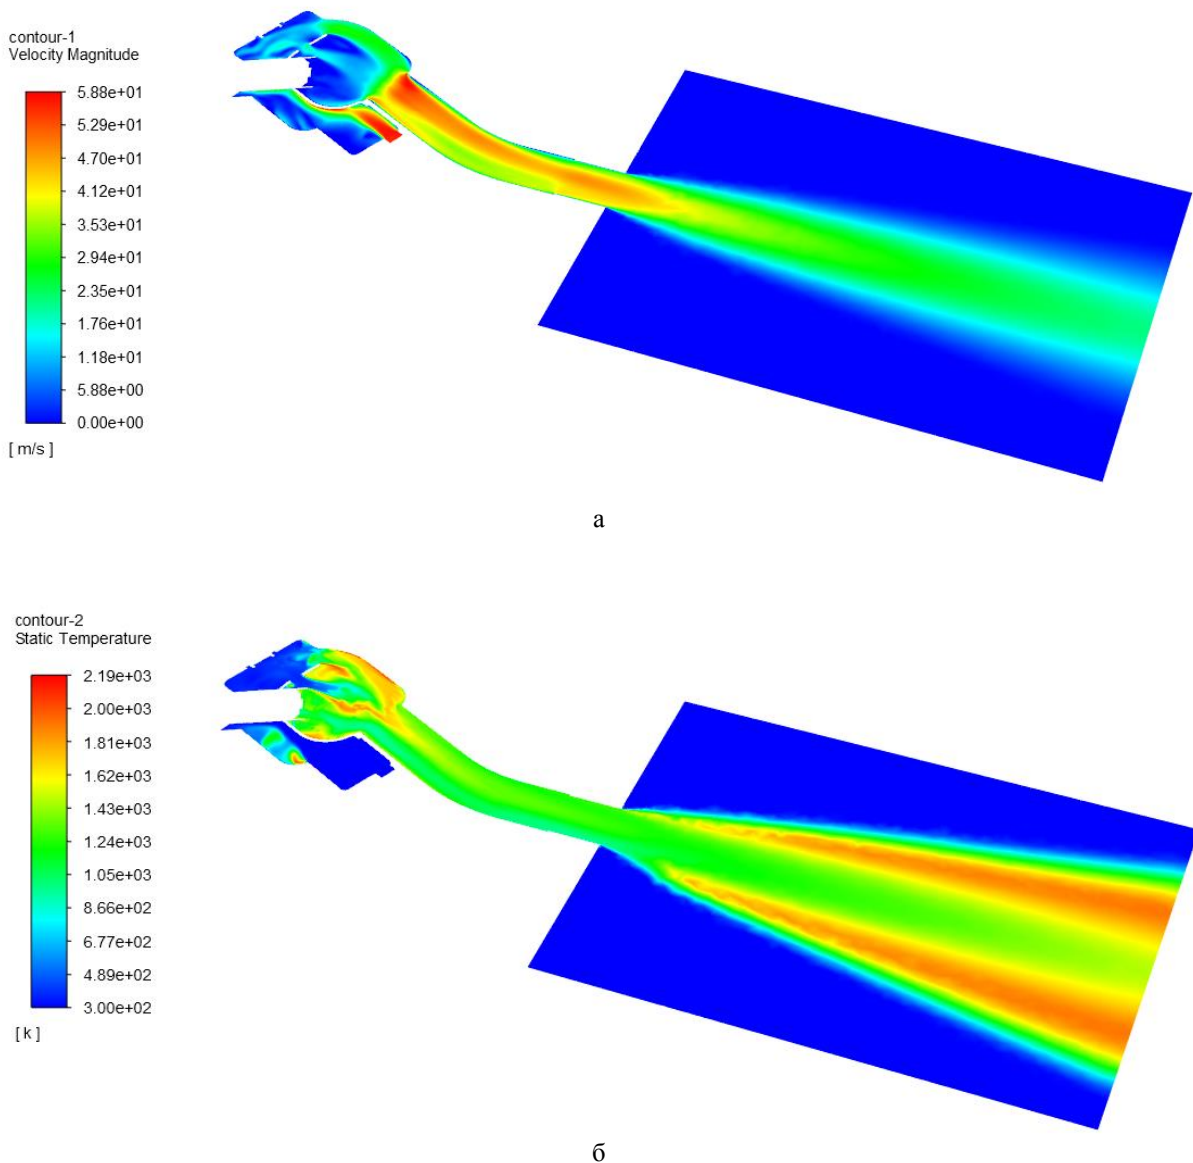 contour-1
Velocity Magnitude
5.88e+01
5.29e+01
4.70e+01
4.12e+01
3.53e+01
2.94e+01
2.35e+01
1.76e+01
1.18e+01
5.88e+00
0.00e+00
[ m/s ]
а
contour-2
Static Temperature
2.19e+03
2.00e+03
1.81e+03
1.62e+03
1.43e+03
1.24e+03
1.05e+03
8.66e+02
6.77e+02
4.89e+02
3.00e+02
[ k ]
б